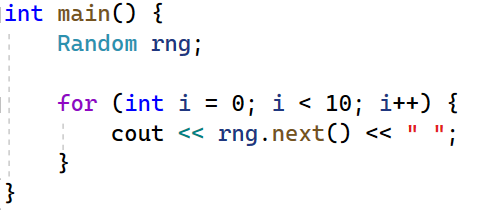 int main() {
    Random rng;

    for (int i = 0; i < 10; i++) {
        cout << rng.next() << " ";
    }
}